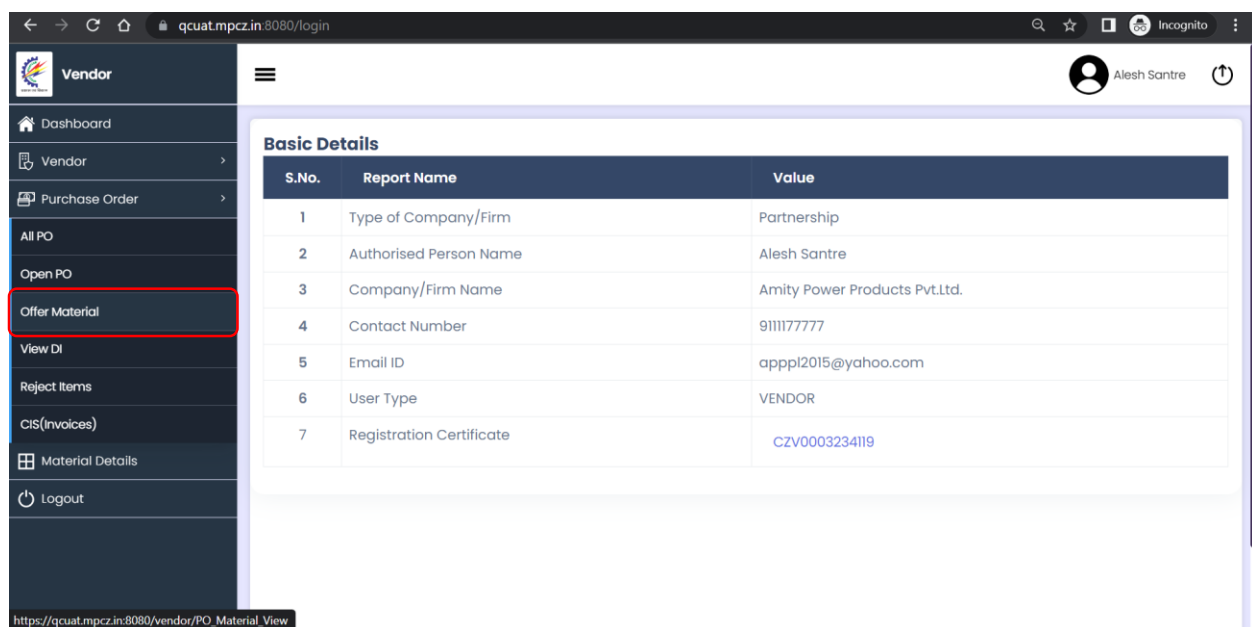 qcuat.mpcz.in:8080/login
Incognito
Vendor
Alesh Santre
Dashboard
Vendor
Purchase Order
All PO
Open PO
Offer Material
View DI
Reject Items
CIS(Invoices)
Material Details
Logout
Basic Details
S.No. Report Name Value
1 Type of Company/Firm Partnership
2 Authorised Person Name Alesh Santre
3 Company/Firm Name Amity Power Products Pvt.Ltd.
4 Contact Number 9111177777
5 Email ID apppl2015@yahoo.com
6 User Type VENDOR
7 Registration Certificate CZV0003234119
https://qcuat.mpcz.in:8080/vendor/PO_Material_View